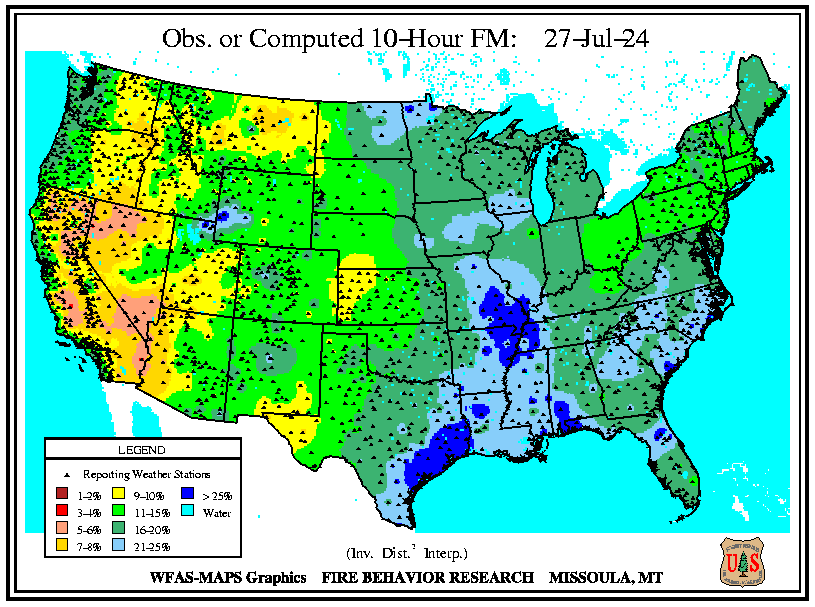 Obs. or Computed 10-Hour FM: 27-Jul-24
LEGEND
Reporting Weather Stations
1-2% 9-10% > 25%
3-4% 11-15% Water
5-6% 16-20%
7-8% 21-25%
(Inv. Dist.² Interp.)
WFAS-MAPS Graphics FIRE BEHAVIOR RESEARCH MISSOULA, MT
U S